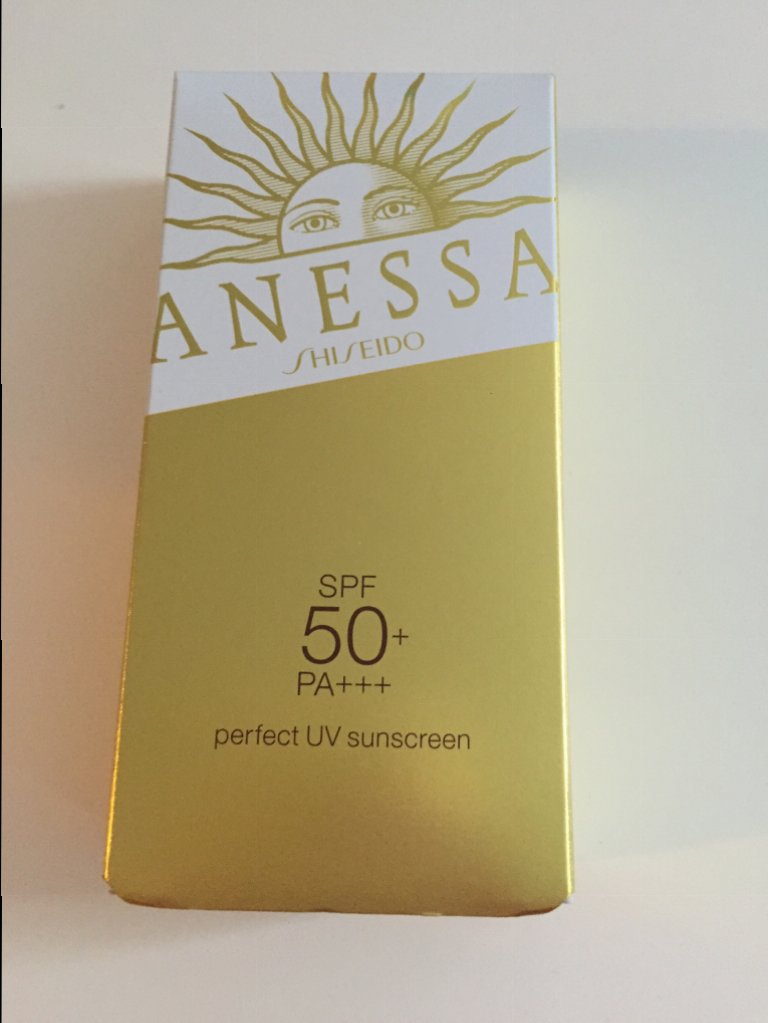 ANESSA
SHISEIDO
SPF
50+
PA+++
perfect UV sunscreen